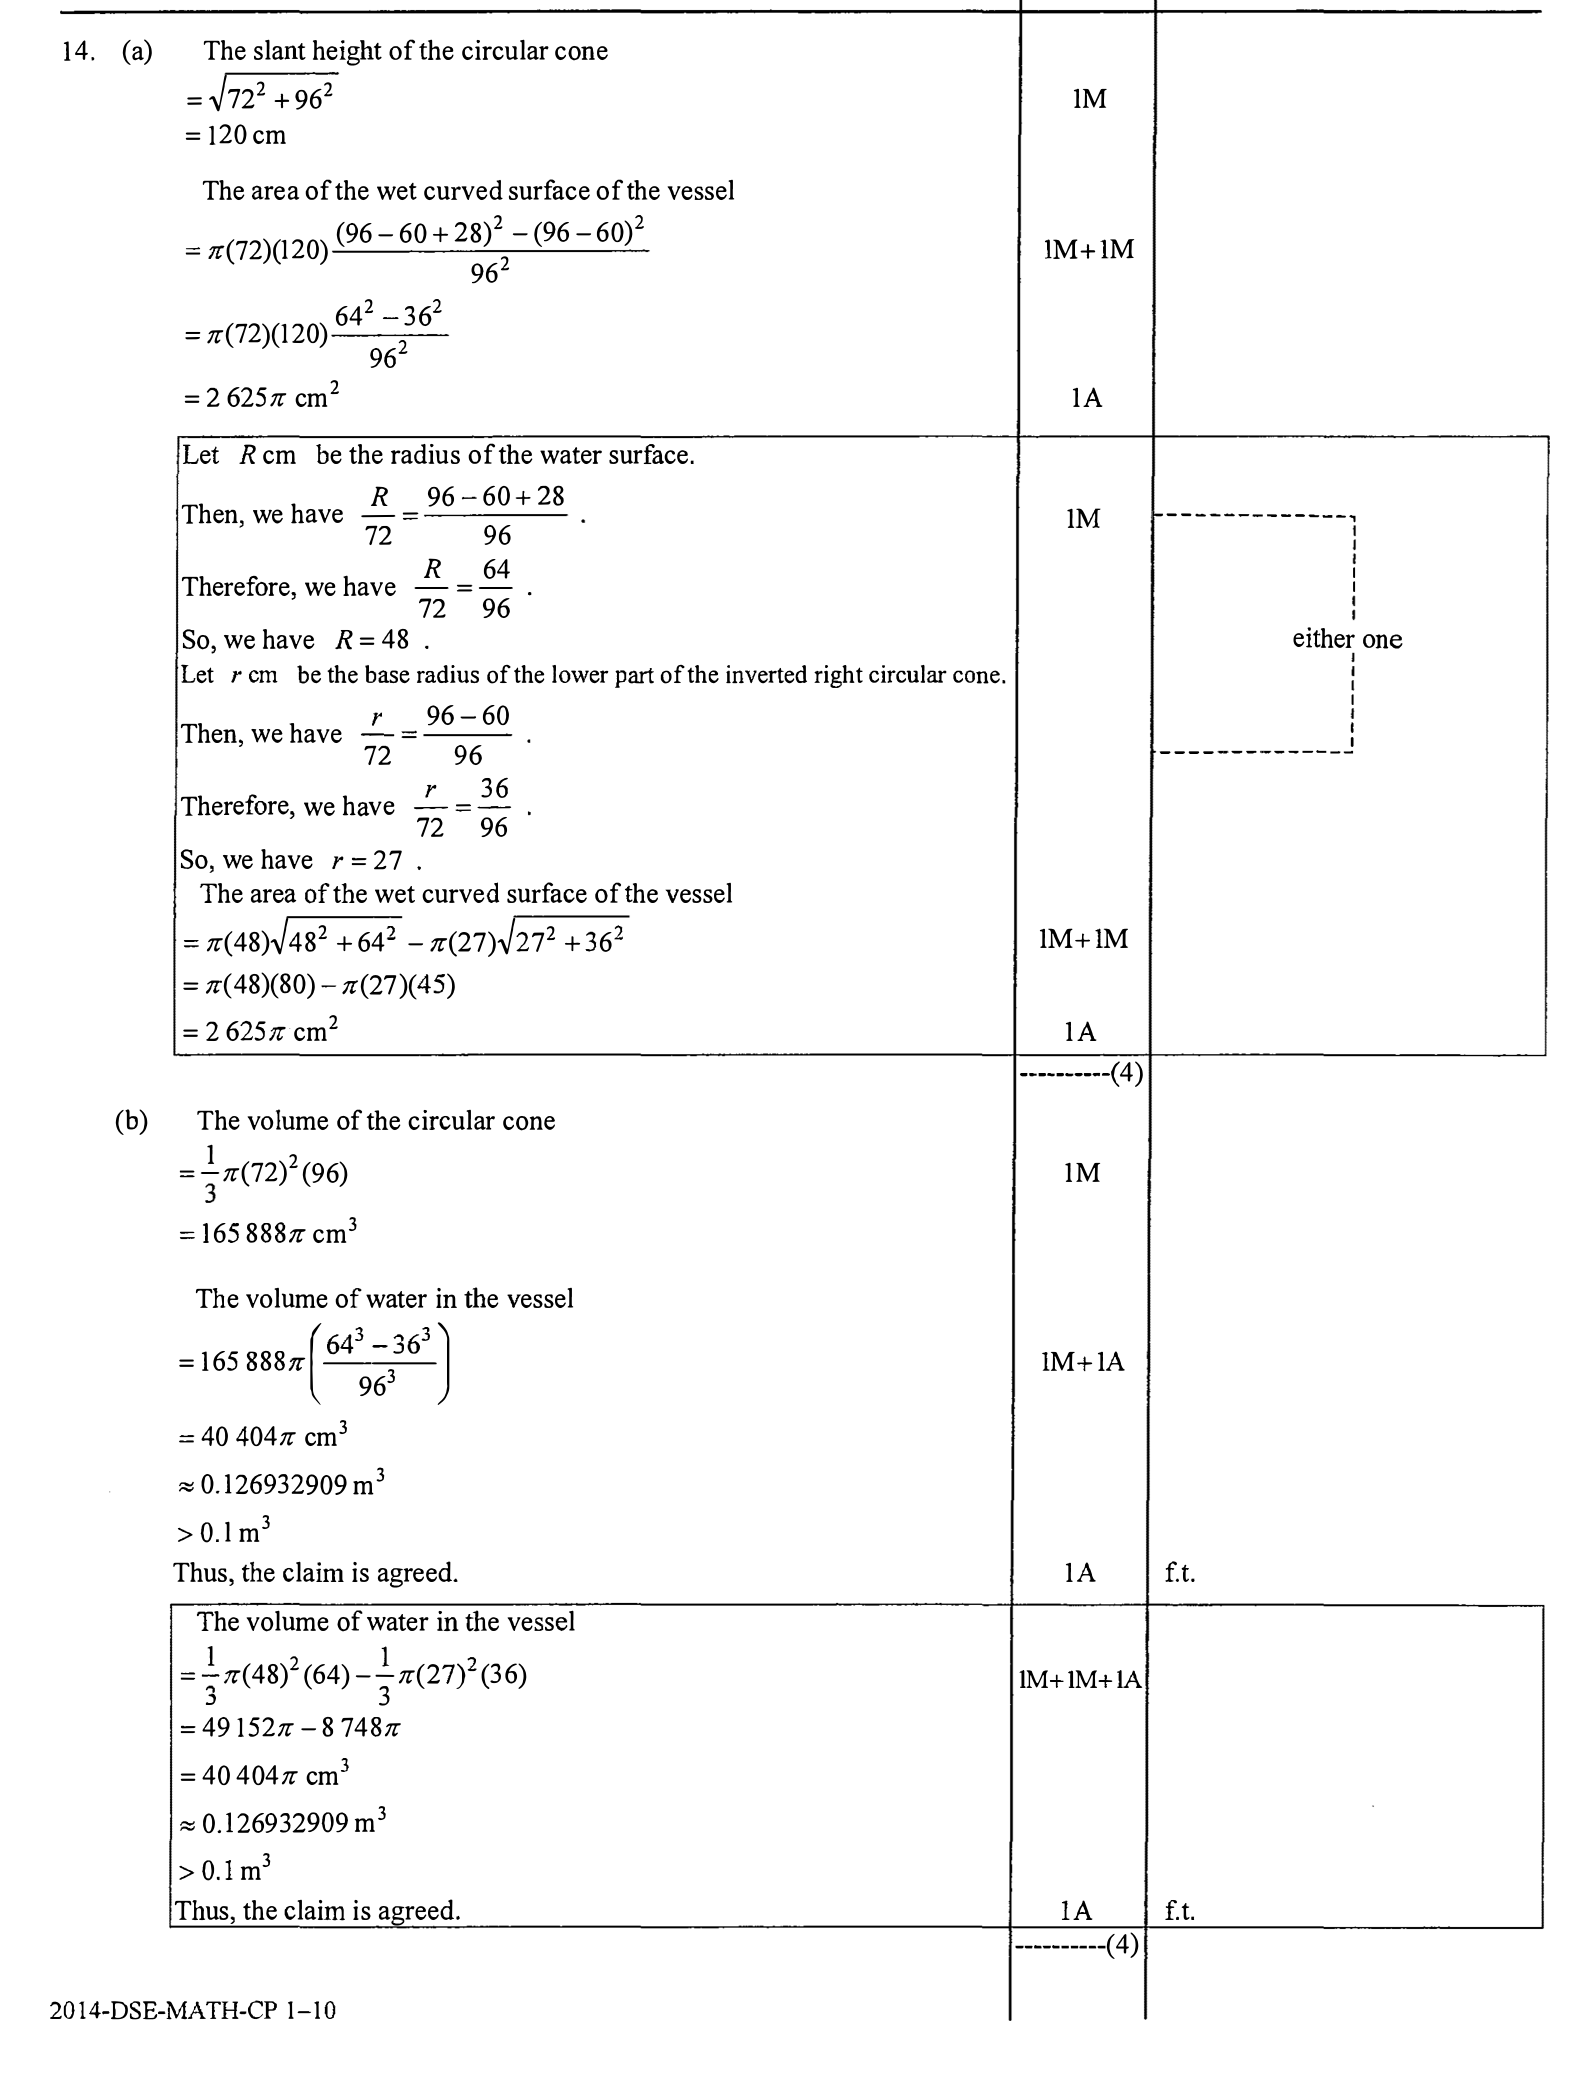 14. (a) The slant height of the circular cone
= √(72² + 96²) 1M
= 120 cm
The area of the wet curved surface of the vessel
= π(72)(120) ((96 – 60 + 28)² – (96 – 60)²)/96² 1M+1M
= π(72)(120) (64² – 36²)/96²
= 2 625π cm² 1A
Let R cm be the radius of the water surface.
Then, we have R/72 = (96 – 60 + 28)/96 . 1M
Therefore, we have R/72 = 64/96 .
So, we have R = 48 . either one
Let r cm be the base radius of the lower part of the inverted right circular cone.
Then, we have r/72 = (96 – 60)/96 .
Therefore, we have r/72 = 36/96 .
So, we have r = 27 .
The area of the wet curved surface of the vessel
= π(48)√(48² + 64²) – π(27)√(27² + 36²) 1M+1M
= π(48)(80) – π(27)(45)
= 2 625π cm² 1A
----------(4)
(b) The volume of the circular cone
= 1/3 π(72)²(96) 1M
= 165 888π cm³
The volume of water in the vessel
= 165 888π ((64³ – 36³)/96³) 1M+1A
= 40 404π cm³
≈ 0.126932909 m³
> 0.1 m³
Thus, the claim is agreed. 1A f.t.
The volume of water in the vessel
= 1/3 π(48)²(64) – 1/3 π(27)²(36) 1M+1M+1A
= 49 152π – 8 748π
= 40 404π cm³
≈ 0.126932909 m³
> 0.1 m³
Thus, the claim is agreed. 1A f.t.
----------(4)
2014-DSE-MATH-CP 1–10